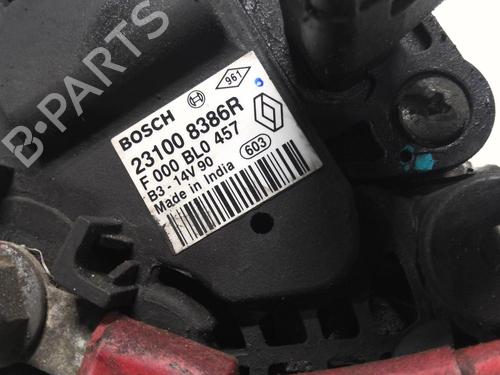 B-PARTS
961
BOSCH
23100 8386R
F 000 BL0 457
B3 - 14V 90
Made in India
603